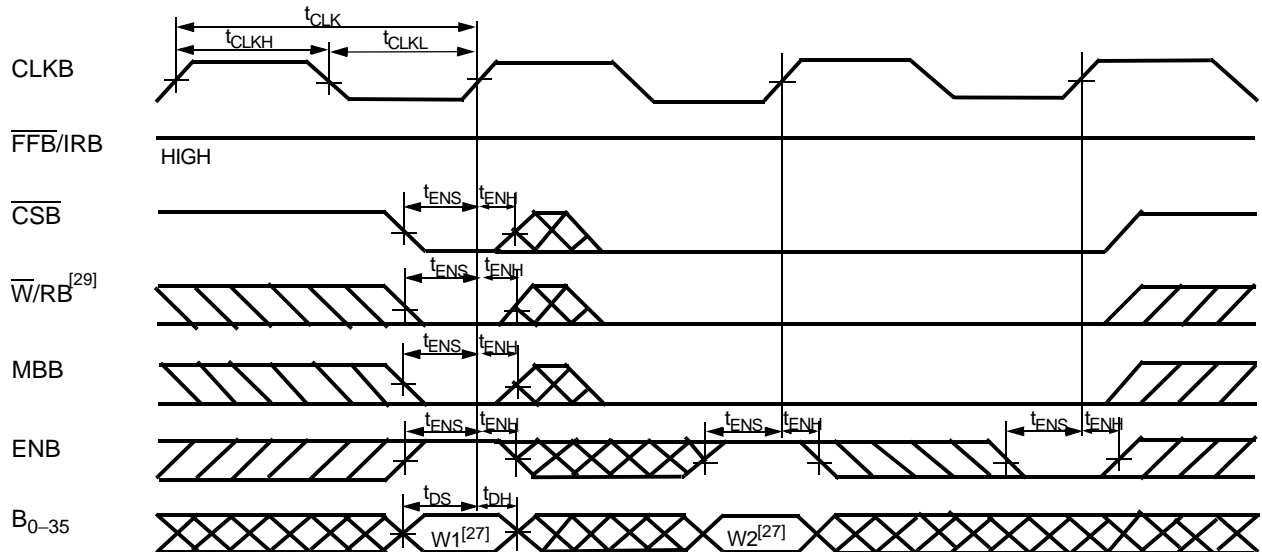 tCLK
tCLKH tCLKL
CLKB
FFB/IRB
HIGH
tENS tENH
CSB
tENS tENH
W/RB[29]
tENS tENH
MBB
tENS tENH tENS tENH tENS tENH
ENB
tDS tDH
B0–35 W1[27] W2[27]